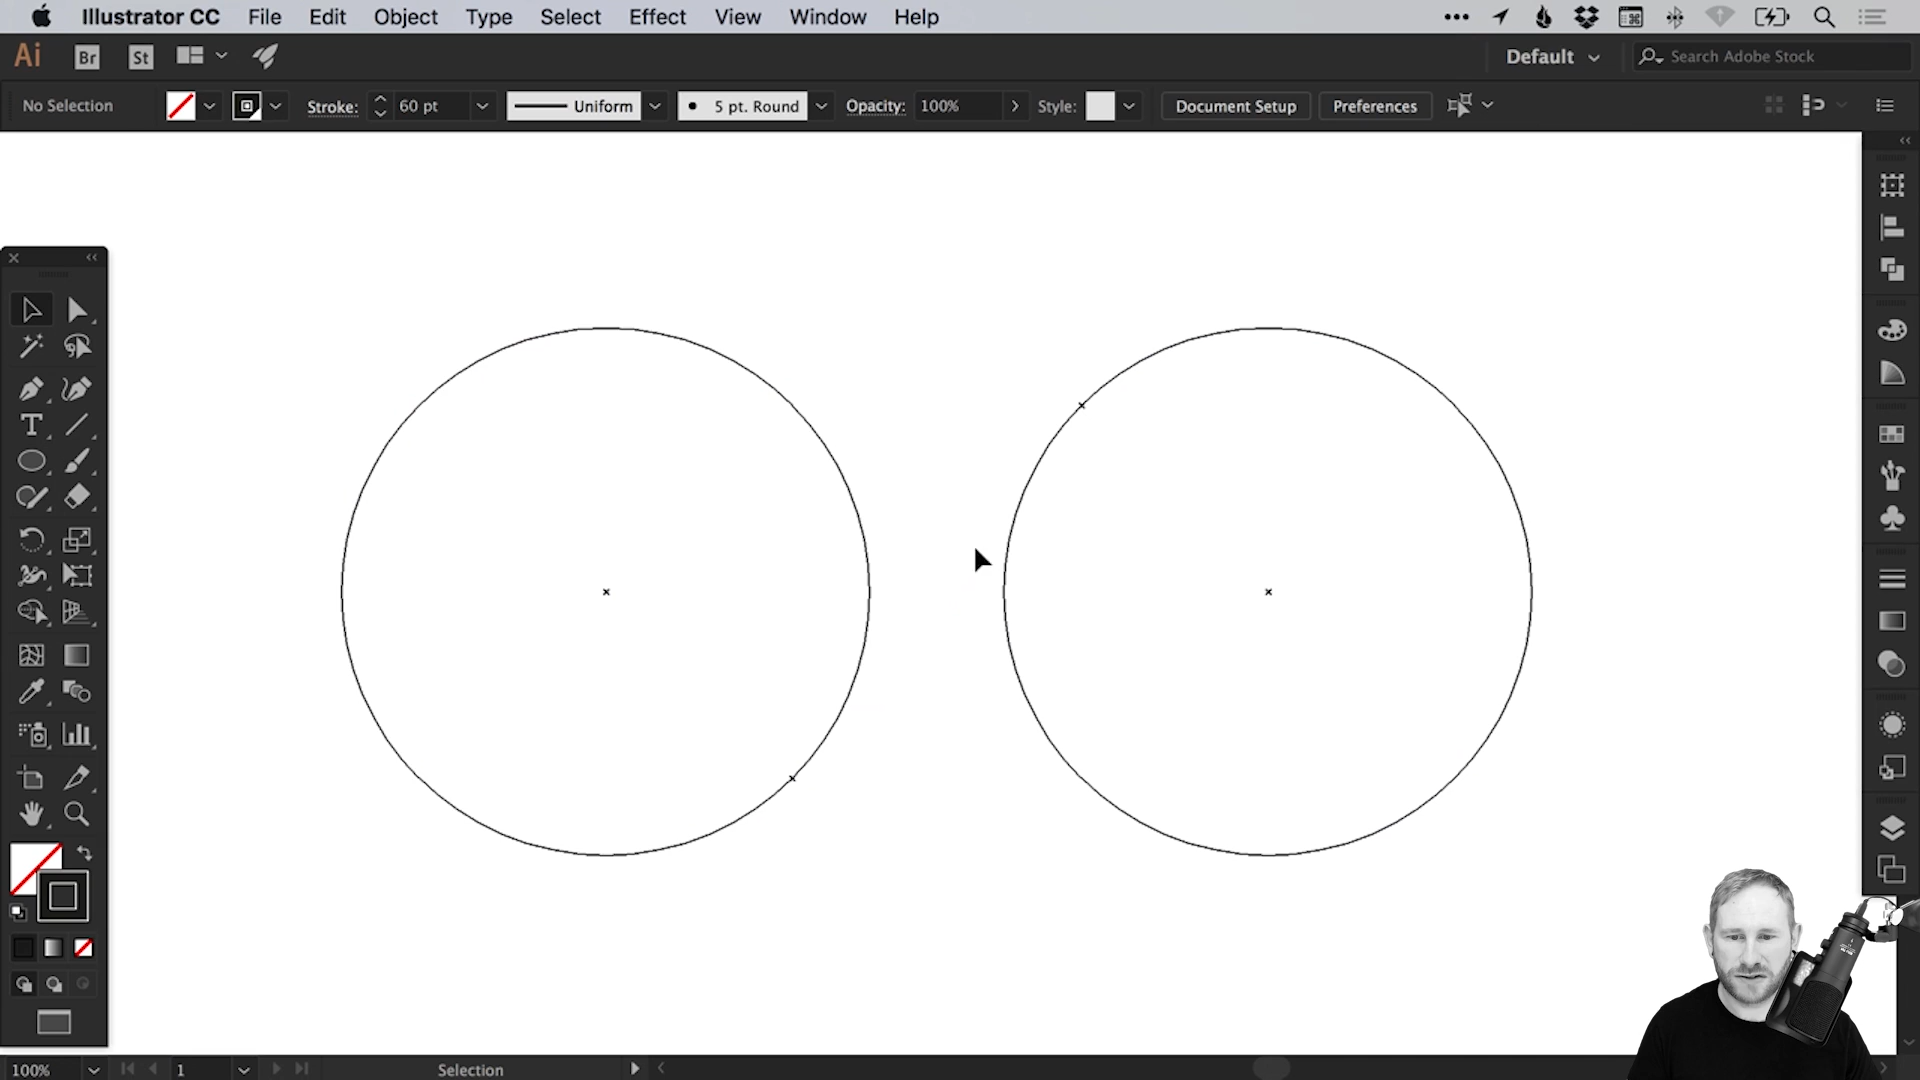 Illustrator CC File Edit Object Type Select Effect View Window Help
Ai Br St Default Search Adobe Stock
No Selection Stroke: 60 pt Uniform 5 pt. Round Opacity: 100% Style: Document Setup Preferences
T
100% 1 Selection